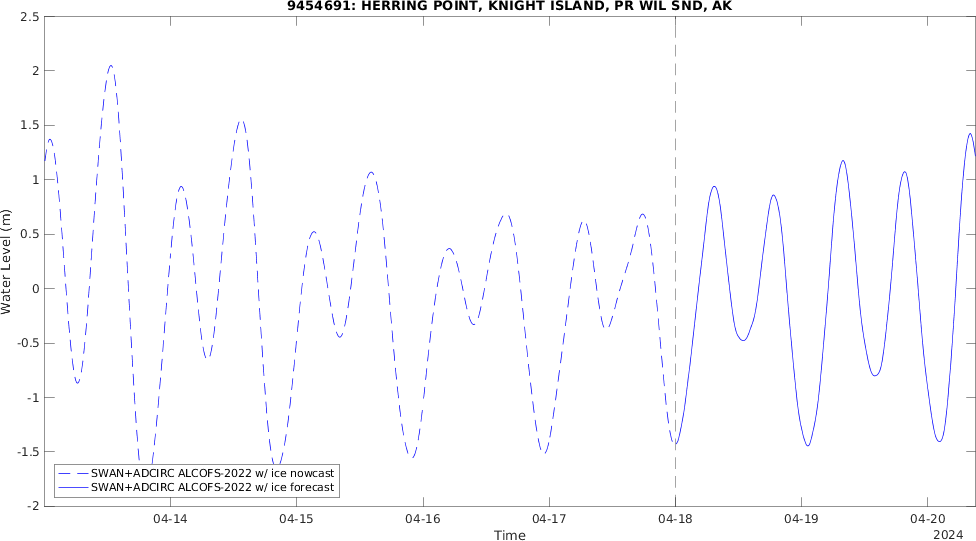 9454691: HERRING POINT, KNIGHT ISLAND, PR WIL SND, AK
2.5
2
1.5
1
0.5
0
-0.5
-1
-1.5
-2
Water Level (m)
SWAN+ADCIRC ALCOFS-2022 w/ ice nowcast
SWAN+ADCIRC ALCOFS-2022 w/ ice forecast
04-14 04-15 04-16 04-17 04-18 04-19 04-20
Time
2024